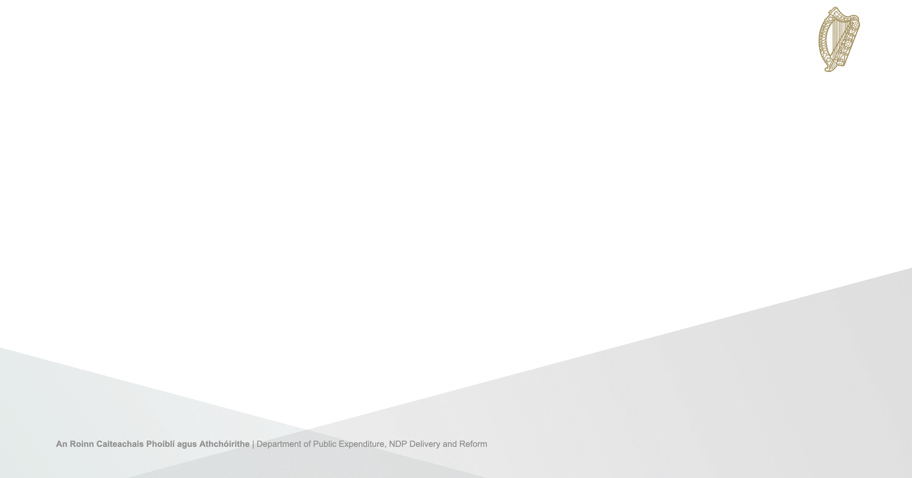 An Roinn Caiteachais Phoiblí agus Athchóirithe | Department of Public Expenditure, NDP Delivery and Reform